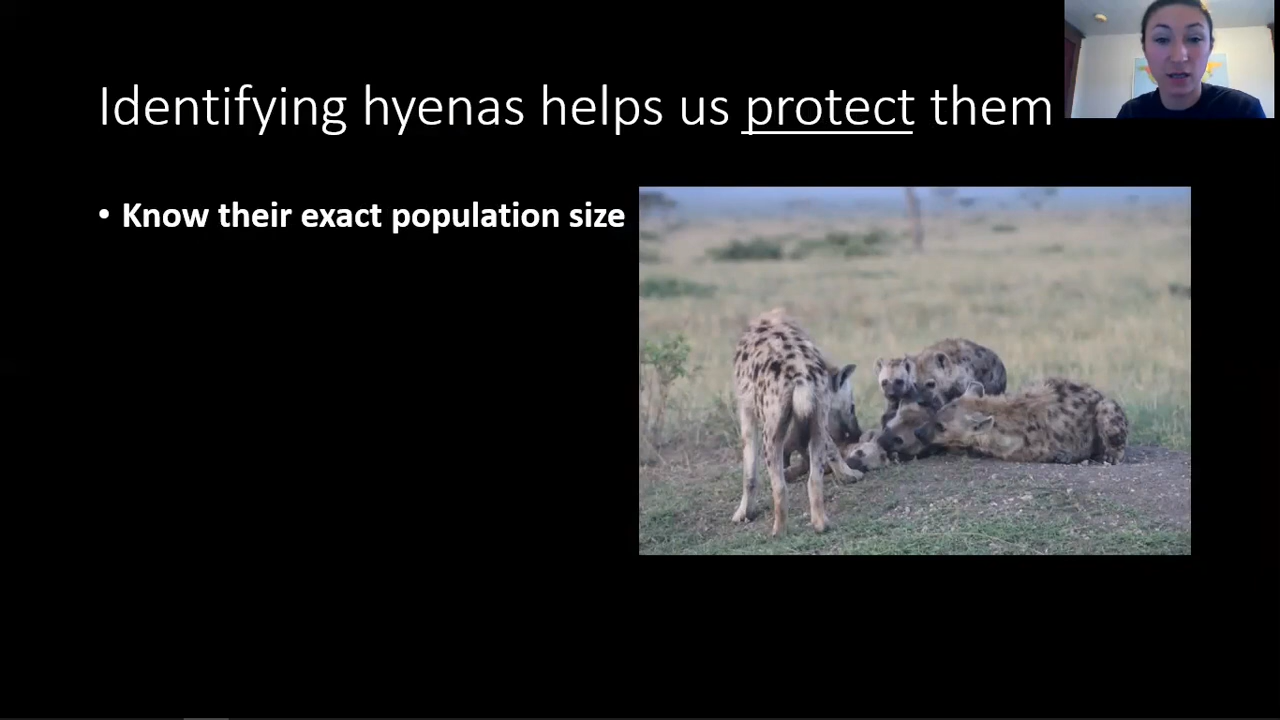 Identifying hyenas helps us protect them
• Know their exact population size